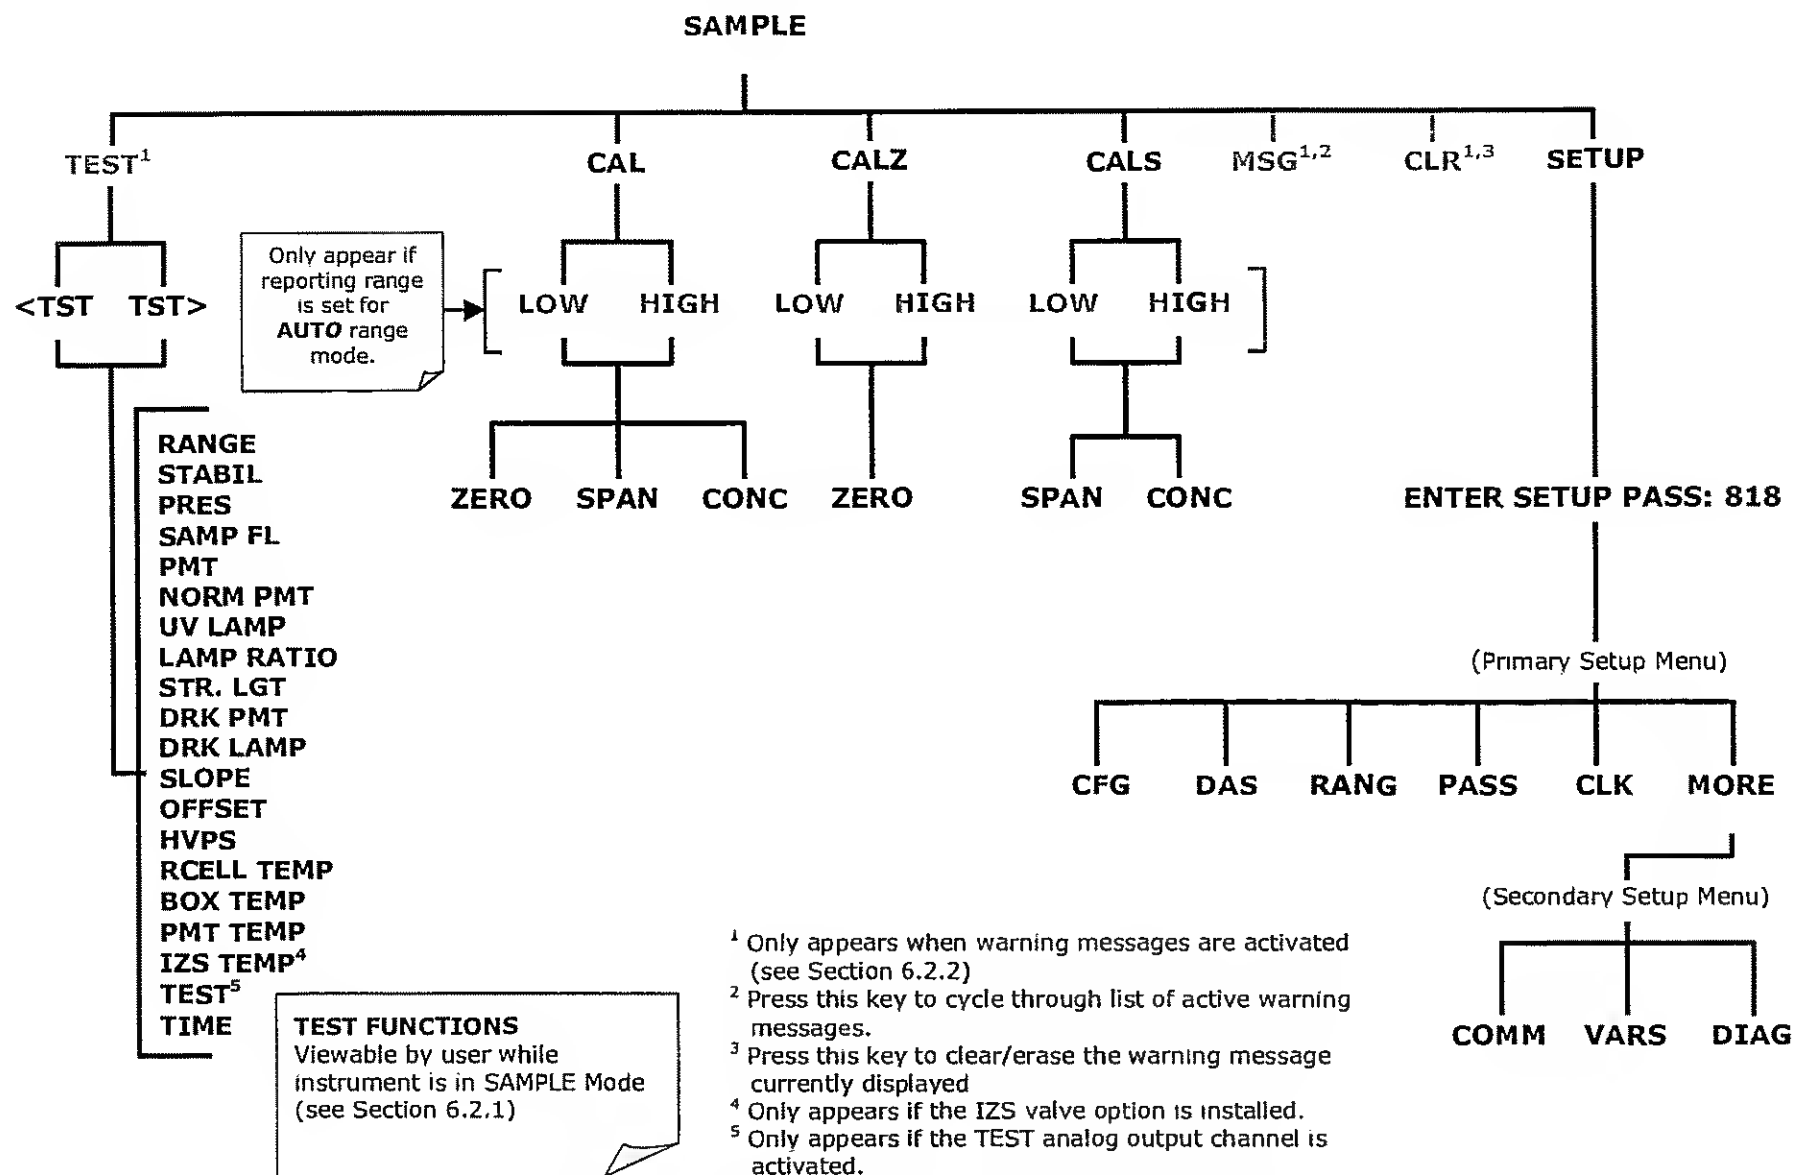 SAMPLE
TEST¹ CAL CALZ CALS MSG¹,² CLR¹,³ SETUP
Only appear if
reporting range
is set for
AUTO range
mode.
<TST TST> LOW HIGH LOW HIGH LOW HIGH
ZERO SPAN CONC ZERO SPAN CONC ENTER SETUP PASS: 818
RANGE
STABIL
PRES
SAMP FL
PMT
NORM PMT
UV LAMP
LAMP RATIO
STR. LGT
DRK PMT
DRK LAMP
SLOPE
OFFSET
HVPS
RCELL TEMP
BOX TEMP
PMT TEMP
IZS TEMP⁴
TEST⁵
TIME
(Primary Setup Menu)
CFG DAS RANG PASS CLK MORE
(Secondary Setup Menu)
COMM VARS DIAG
TEST FUNCTIONS
Viewable by user while
instrument is in SAMPLE Mode
(see Section 6.2.1)
¹ Only appears when warning messages are activated
(see Section 6.2.2)
² Press this key to cycle through list of active warning
messages.
³ Press this key to clear/erase the warning message
currently displayed
⁴ Only appears if the IZS valve option is installed.
⁵ Only appears if the TEST analog output channel is
activated.